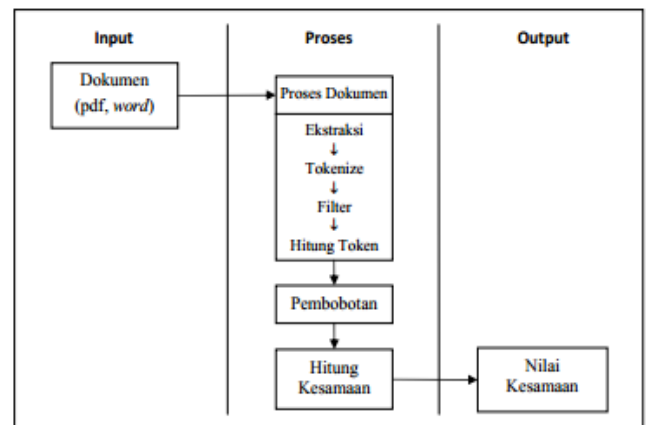 Input
Proses
Output
Dokumen
(pdf, word)
Proses Dokumen
Ekstraksi
↓
Tokenize
↓
Filter
↓
Hitung Token
Pembobotan
Hitung
Kesamaan
Nilai
Kesamaan